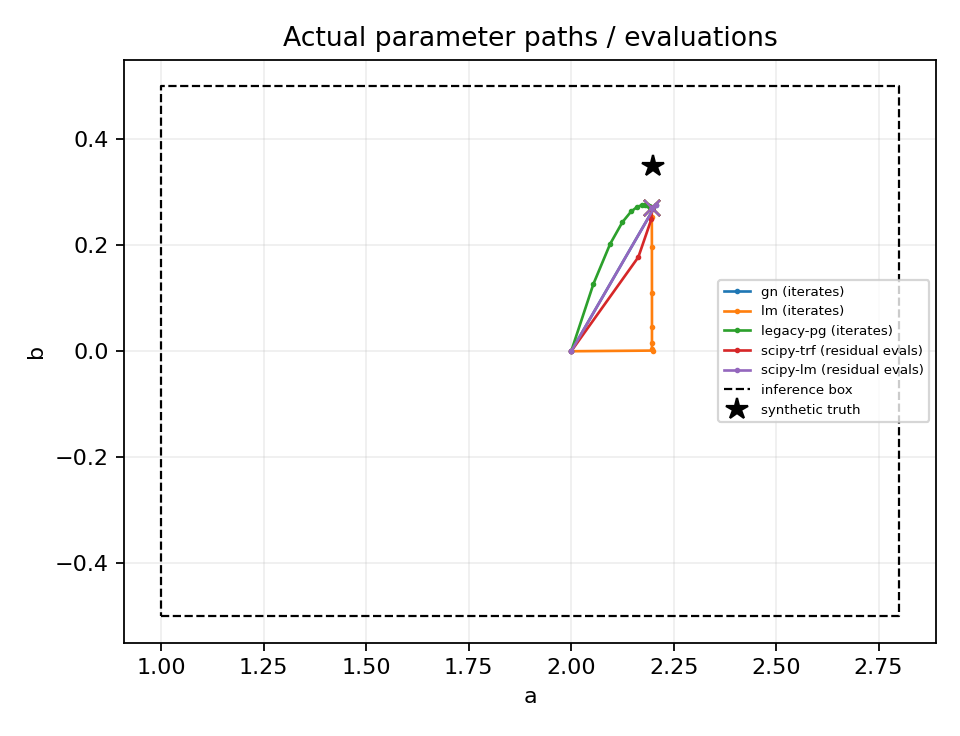 Actual parameter paths / evaluations
b
0.4
0.2
0.0
−0.2
−0.4
gn (iterates)
lm (iterates)
legacy-pg (iterates)
scipy-trf (residual evals)
scipy-lm (residual evals)
inference box
synthetic truth
1.00 1.25 1.50 1.75 2.00 2.25 2.50 2.75
a